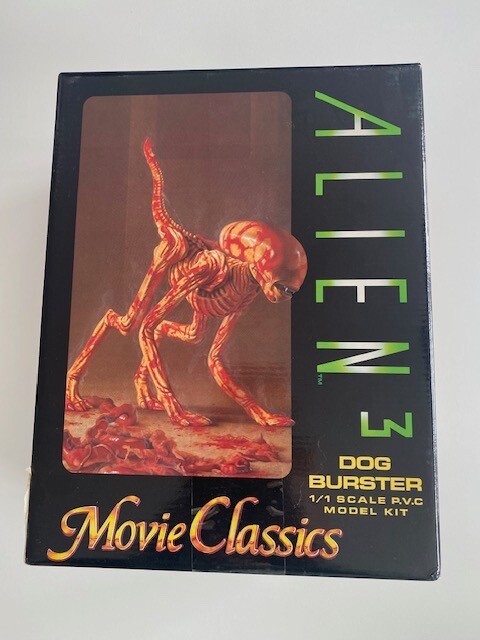 ALIEN 3
™
DOG
BURSTER
1/1 SCALE P.V.C
MODEL KIT
Movie Classics